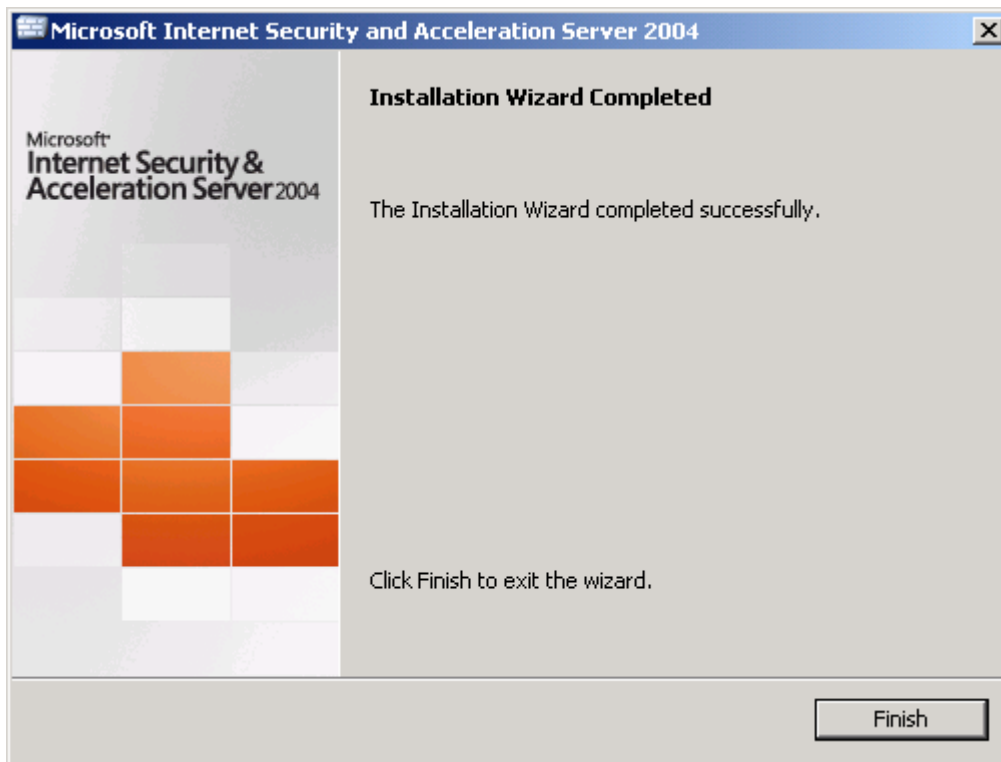 Microsoft Internet Security and Acceleration Server 2004
Microsoft
Internet Security &
Acceleration Server 2004
Installation Wizard Completed
The Installation Wizard completed successfully.
Click Finish to exit the wizard.
Finish